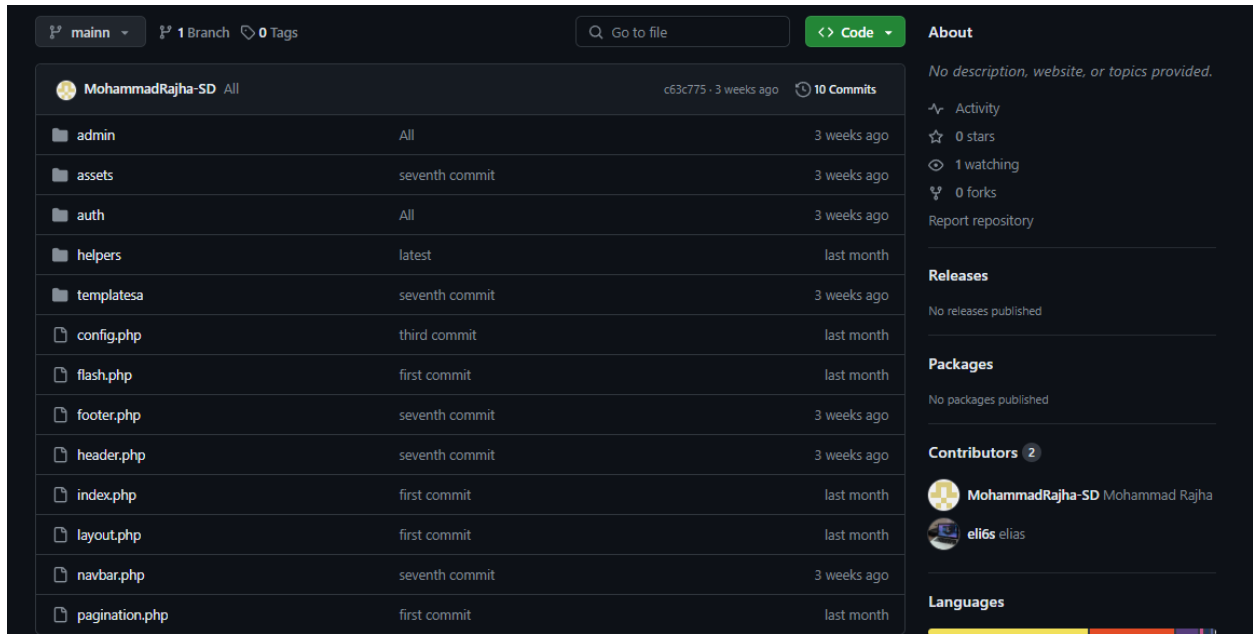 mainn 1 Branch 0 Tags Go to file Code
MohammadRajha-SD All c63c775 · 3 weeks ago 10 Commits
admin All 3 weeks ago
assets seventh commit 3 weeks ago
auth All 3 weeks ago
helpers latest last month
templatesa seventh commit 3 weeks ago
config.php third commit last month
flash.php first commit last month
footer.php seventh commit 3 weeks ago
header.php seventh commit 3 weeks ago
index.php first commit last month
layout.php first commit last month
navbar.php seventh commit 3 weeks ago
pagination.php first commit last month
About
No description, website, or topics provided.
Activity
0 stars
1 watching
0 forks
Report repository
Releases
No releases published
Packages
No packages published
Contributors 2
MohammadRajha-SD Mohammad Rajha
eli6s elias
Languages